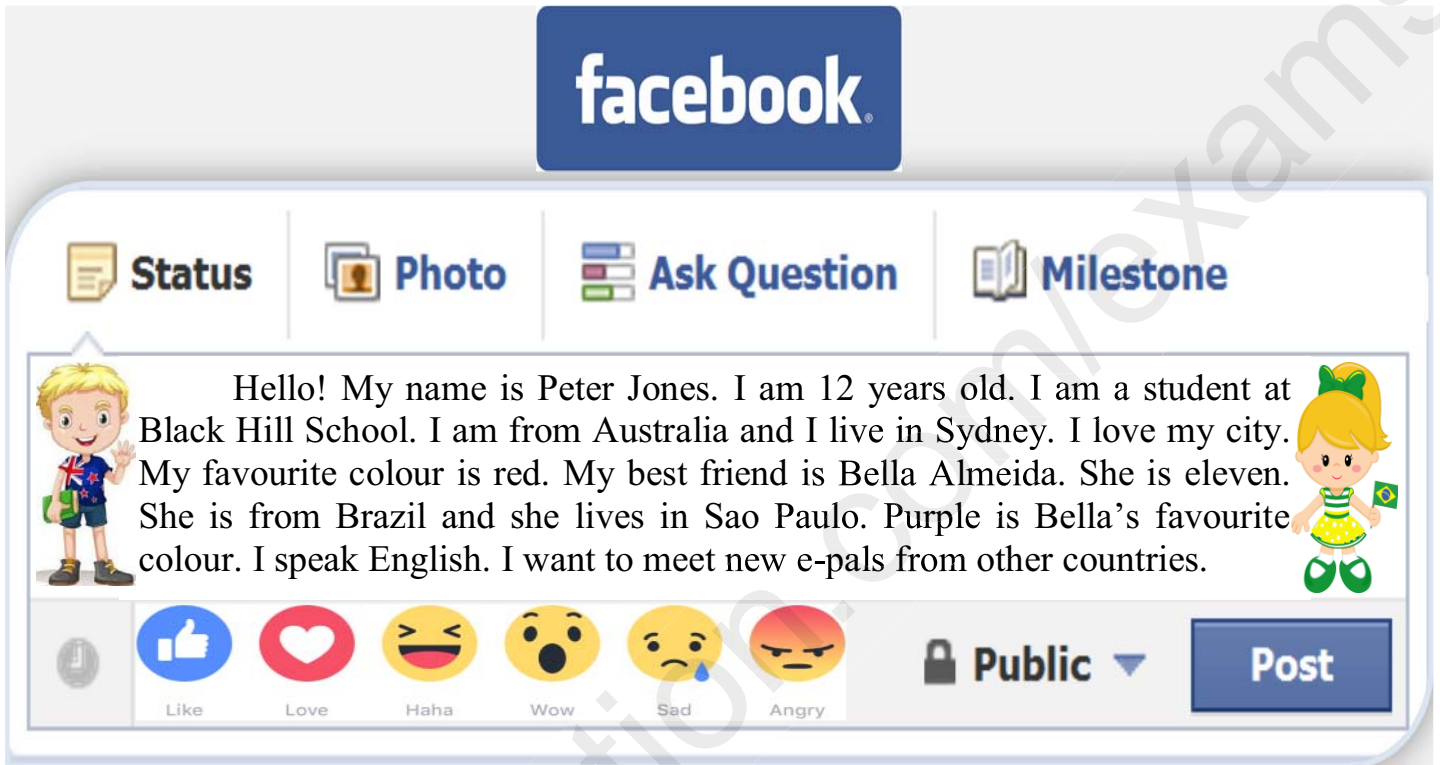 facebook®
Status Photo Ask Question Milestone
Hello! My name is Peter Jones. I am 12 years old. I am a student at
Black Hill School. I am from Australia and I live in Sydney. I love my city.
My favourite colour is red. My best friend is Bella Almeida. She is eleven.
She is from Brazil and she lives in Sao Paulo. Purple is Bella’s favourite
colour. I speak English. I want to meet new e-pals from other countries.
Like Love Haha Wow Sad Angry
Public Post
tion.com/exams